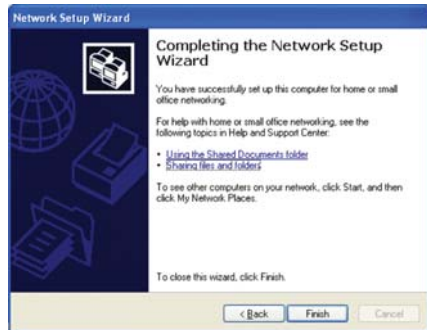 Network Setup Wizard
Completing the Network Setup
Wizard
You have successfully set up this computer for home or small
office networking.
For help with home or small office networking, see the
following topics in Help and Support Center:
• Using the Shared Documents folder
• Sharing files and folders
To see other computers on your network, click Start, and then
click My Network Places.
To close this wizard, click Finish.
< Back Finish Cancel